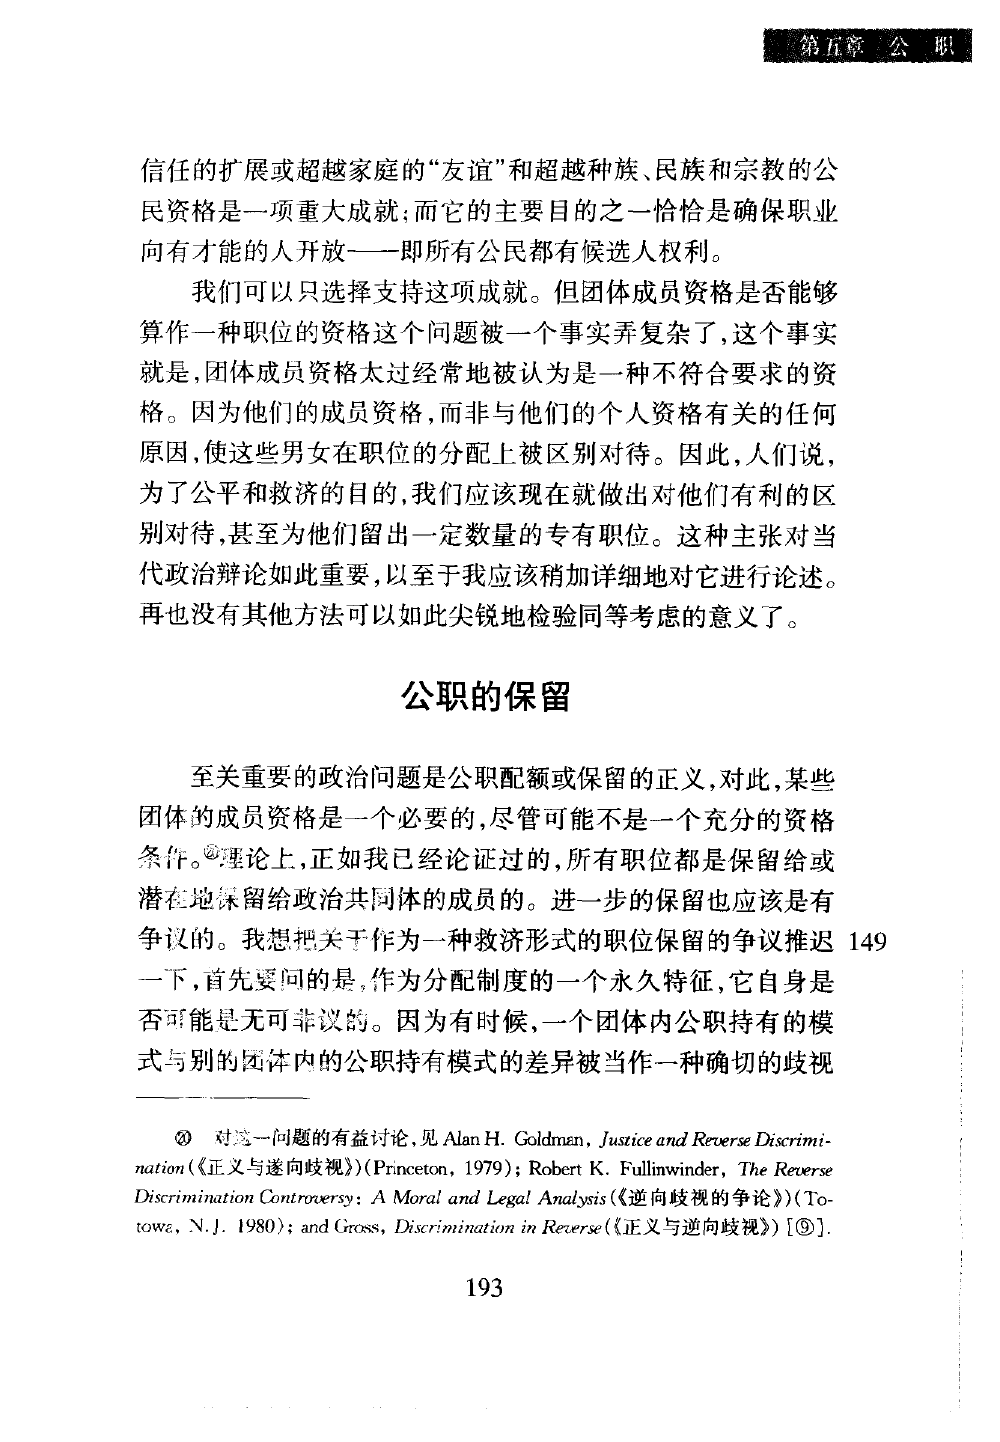 第五章 公 职
信任的扩展或超越家庭的“友谊”和超越种族、民族和宗教的公
民资格是一项重大成就;而它的主要目的之一恰恰是确保职业
向有才能的人开放——即所有公民都有候选人权利。
我们可以只选择支持这项成就。但团体成员资格是否能够
算作一种职位的资格这个问题被一个事实弄复杂了,这个事实
就是,团体成员资格太过经常地被认为是一种不符合要求的资
格。因为他们的成员资格,而非与他们的个人资格有关的任何
原因,使这些男女在职位的分配上被区别对待。因此,人们说,
为了公平和救济的目的,我们应该现在就做出对他们有利的区
别对待,甚至为他们留出一定数量的专有职位。这种主张对当
代政治辩论如此重要,以至于我应该稍加详细地对它进行论述。
再也没有其他方法可以如此尖锐地检验同等考虑的意义了。
公职的保留
至关重要的政治问题是公职配额或保留的正义,对此,某些
团体的成员资格是一个必要的,尽管可能不是一个充分的资格
条件。⑳理论上,正如我已经论证过的,所有职位都是保留给或
潜在地保留给政治共同体的成员的。进一步的保留也应该是有
争议的。我想把关于作为一种救济形式的职位保留的争议推迟 149
一下,首先要问的是,作为分配制度的一个永久特征,它自身是
否可能是无可非议的。因为有时候,一个团体内公职持有的模
式与别的团体内的公职持有模式的差异被当作一种确切的歧视
⑳ 对这一问题的有益讨论,见 Alan H. Goldman, Justice and Reverse Discrimi-
nation(《正义与遂向歧视》)(Princeton, 1979); Robert K. Fullinwinder, The Reverse
Discrimination Controversy: A Moral and Legal Analysis(《逆向歧视的争论》)(To-
towa, N.J. 1980); and Gross, Discrimination in Reverse(《正义与逆向歧视》) [⑨].
193